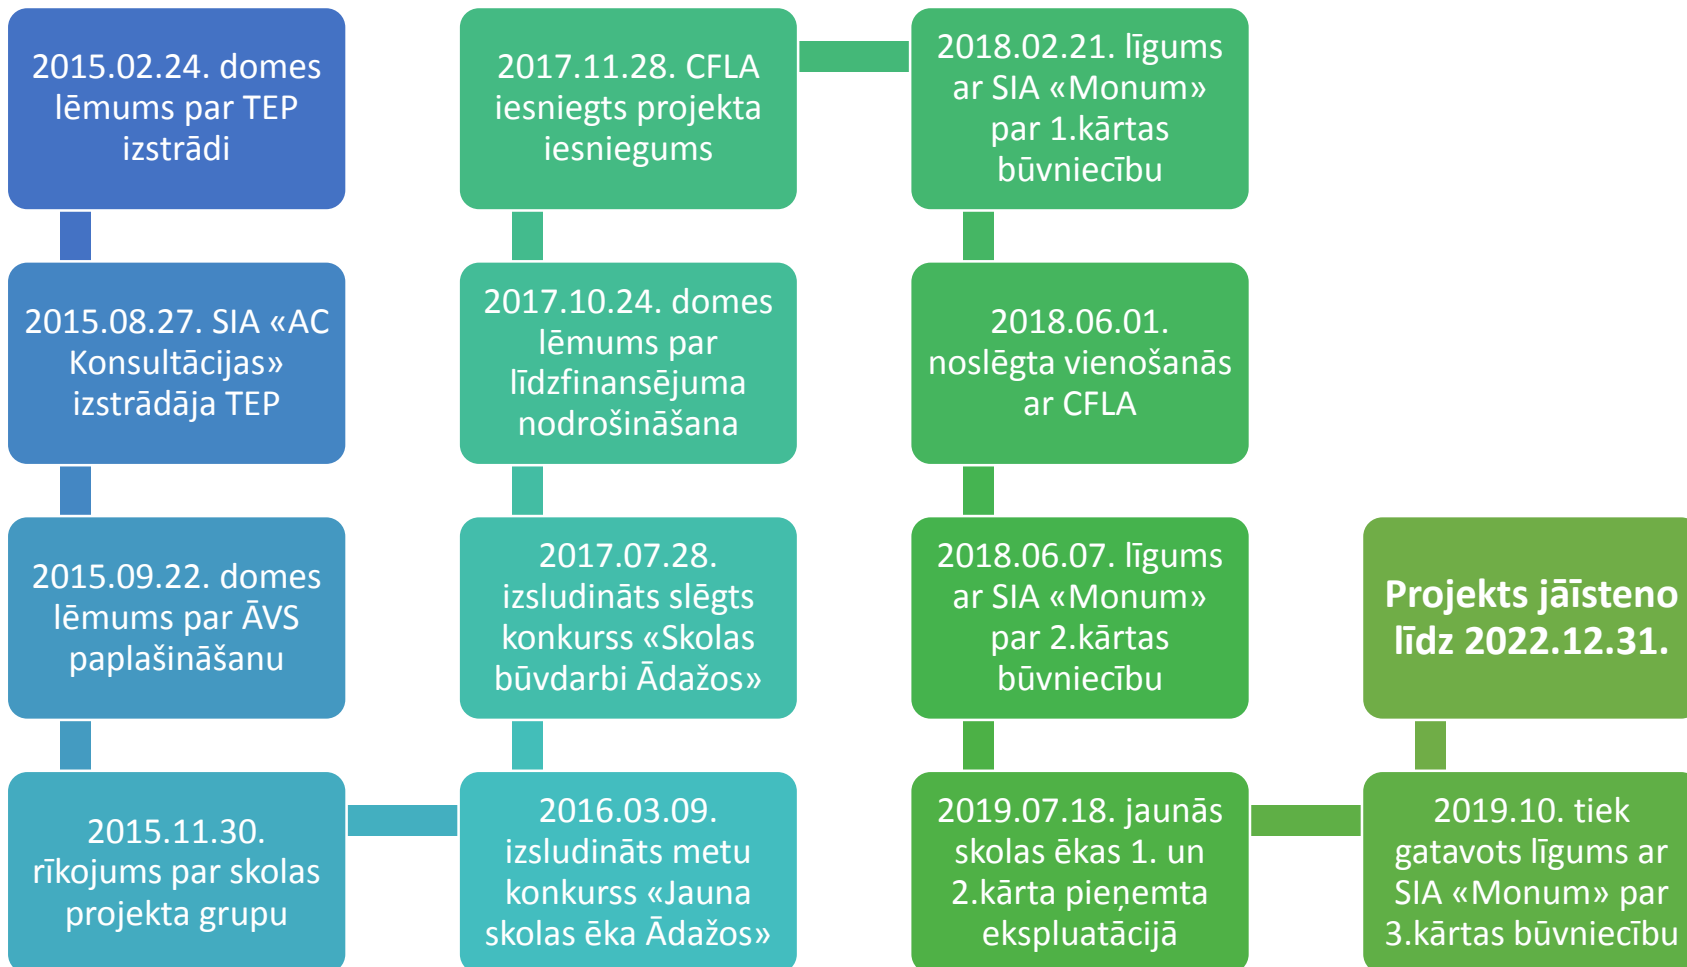 2015.02.24. domes
lēmums par TEP
izstrādi
2015.08.27. SIA «AC
Konsultācijas»
izstrādāja TEP
2015.09.22. domes
lēmums par ĀVS
paplašināšanu
2015.11.30.
rīkojums par skolas
projekta grupu
2016.03.09.
izsludināts metu
konkurss «Jauna
skolas ēka Ādažos»
2017.07.28.
izsludināts slēgts
konkurss «Skolas
būvdarbi Ādažos»
2017.10.24. domes
lēmums par
līdzfinansējuma
nodrošināšana
2017.11.28. CFLA
iesniegts projekta
iesniegums
2018.02.21. līgums
ar SIA «Monum»
par 1.kārtas
būvniecību
2018.06.01.
noslēgta vienošanās
ar CFLA
2018.06.07. līgums
ar SIA «Monum»
par 2.kārtas
būvniecību
2019.07.18. jaunās
skolas ēkas 1. un
2.kārta pieņemta
ekspluatācijā
2019.10. tiek
gatavots līgums ar
SIA «Monum» par
3.kārtas būvniecību
Projekts jāīsteno
līdz 2022.12.31.